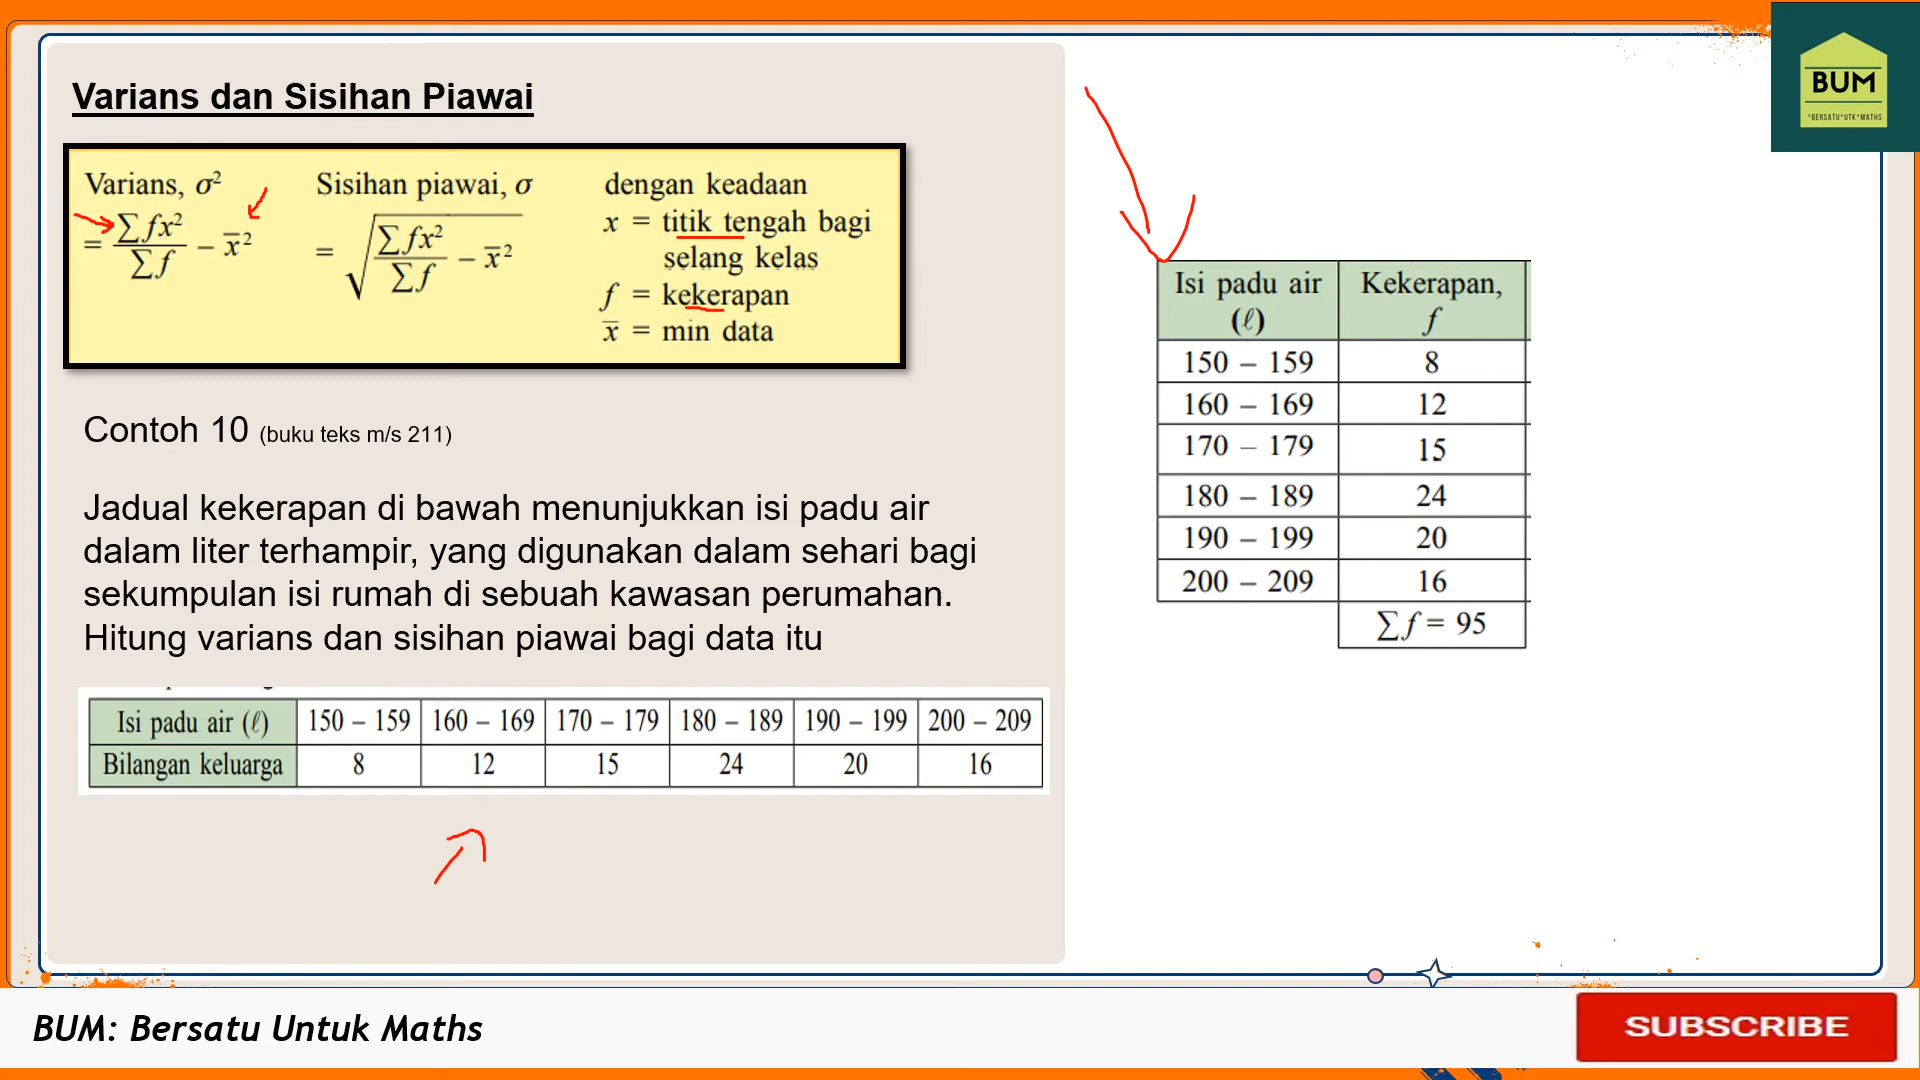 Varians dan Sisihan Piawai
Varians, σ²
= ∑fx² / ∑f − x̄²
Sisihan piawai, σ
= √(∑fx² / ∑f − x̄²)
dengan keadaan
x = titik tengah bagi
selang kelas
f = kekerapan
x̄ = min data
Contoh 10 (buku teks m/s 211)
Jadual kekerapan di bawah menunjukkan isi padu air
dalam liter terhampir, yang digunakan dalam sehari bagi
sekumpulan isi rumah di sebuah kawasan perumahan.
Hitung varians dan sisihan piawai bagi data itu
Isi padu air (ℓ) 150 – 159 160 – 169 170 – 179 180 – 189 190 – 199 200 – 209
Bilangan keluarga 8 12 15 24 20 16
BUM
"BERSATU*UTK*MATHS
Isi padu air (ℓ) Kekerapan, f
150 – 159 8
160 – 169 12
170 – 179 15
180 – 189 24
190 – 199 20
200 – 209 16
∑f = 95
BUM: Bersatu Untuk Maths
SUBSCRIBE